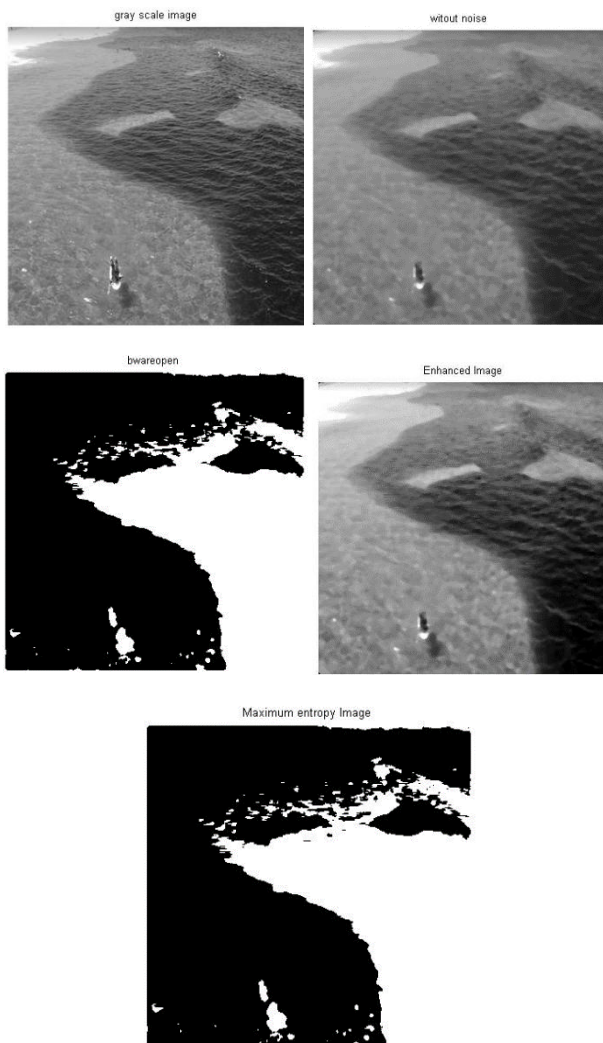 gray scale image
witout noise
bwareopen
Enhanced Image
Maximum entropy Image